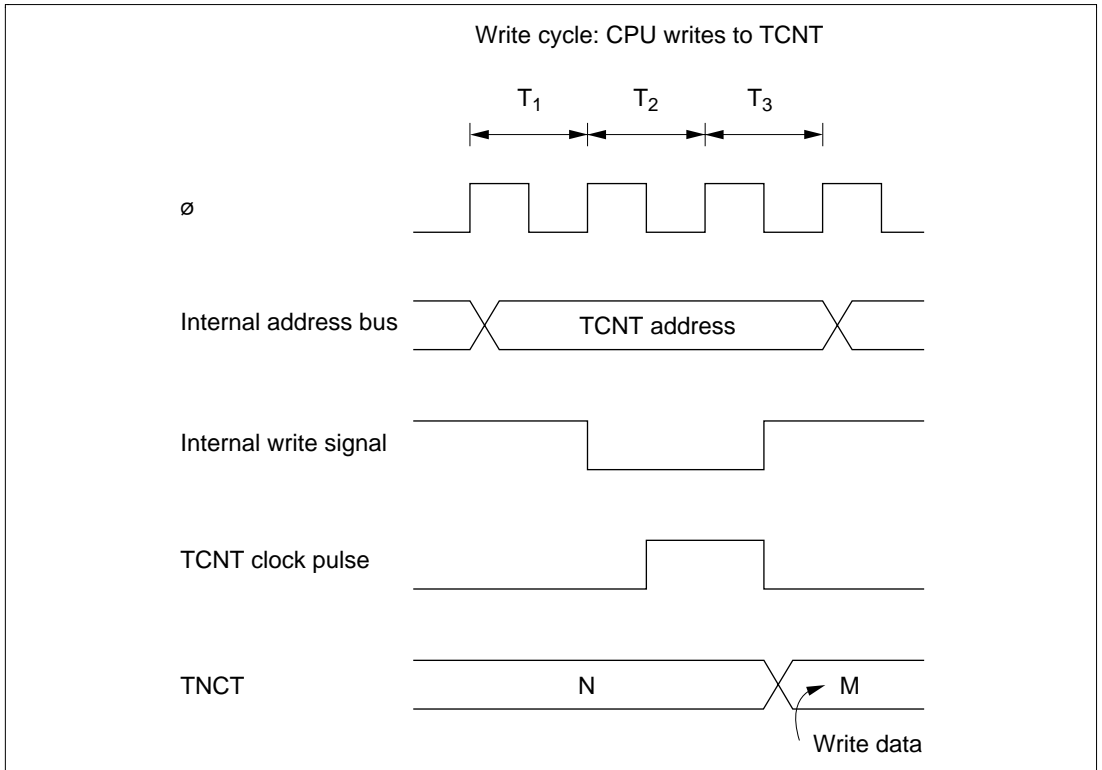 Write cycle: CPU writes to TCNT
T1 T2 T3
ø
Internal address bus
TCNT address
Internal write signal
TCNT clock pulse
TNCT
N
M
Write data